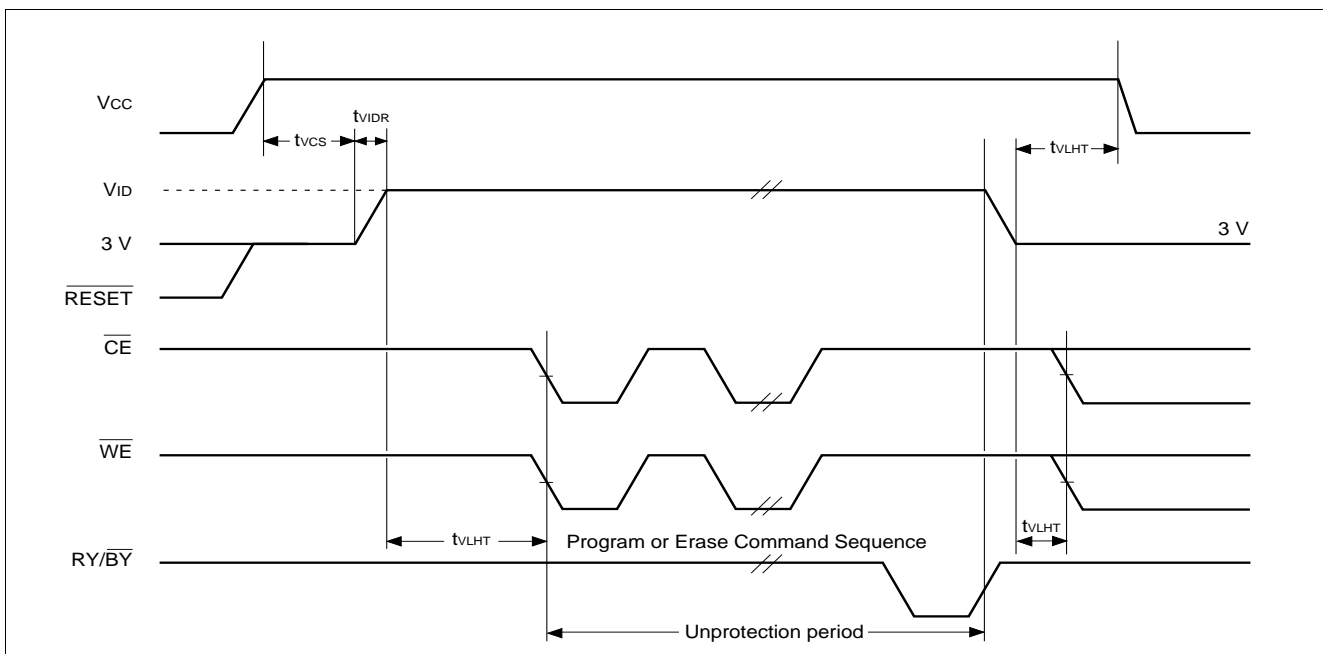 VCC
tVIDR
tVCS
tVLHT
VID
3 V
3 V
RESET
CE
WE
tVLHT
Program or Erase Command Sequence
tVLHT
RY/BY
Unprotection period